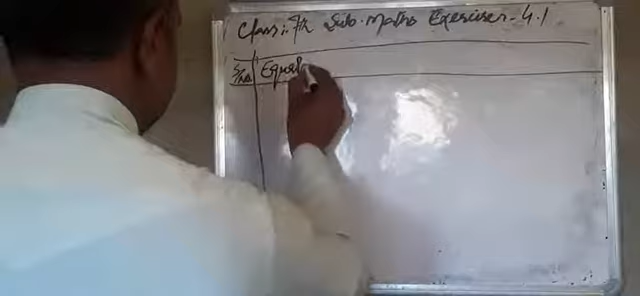 Class:- 7th Sub. Maths Exercise - 4.1
S/No Equat